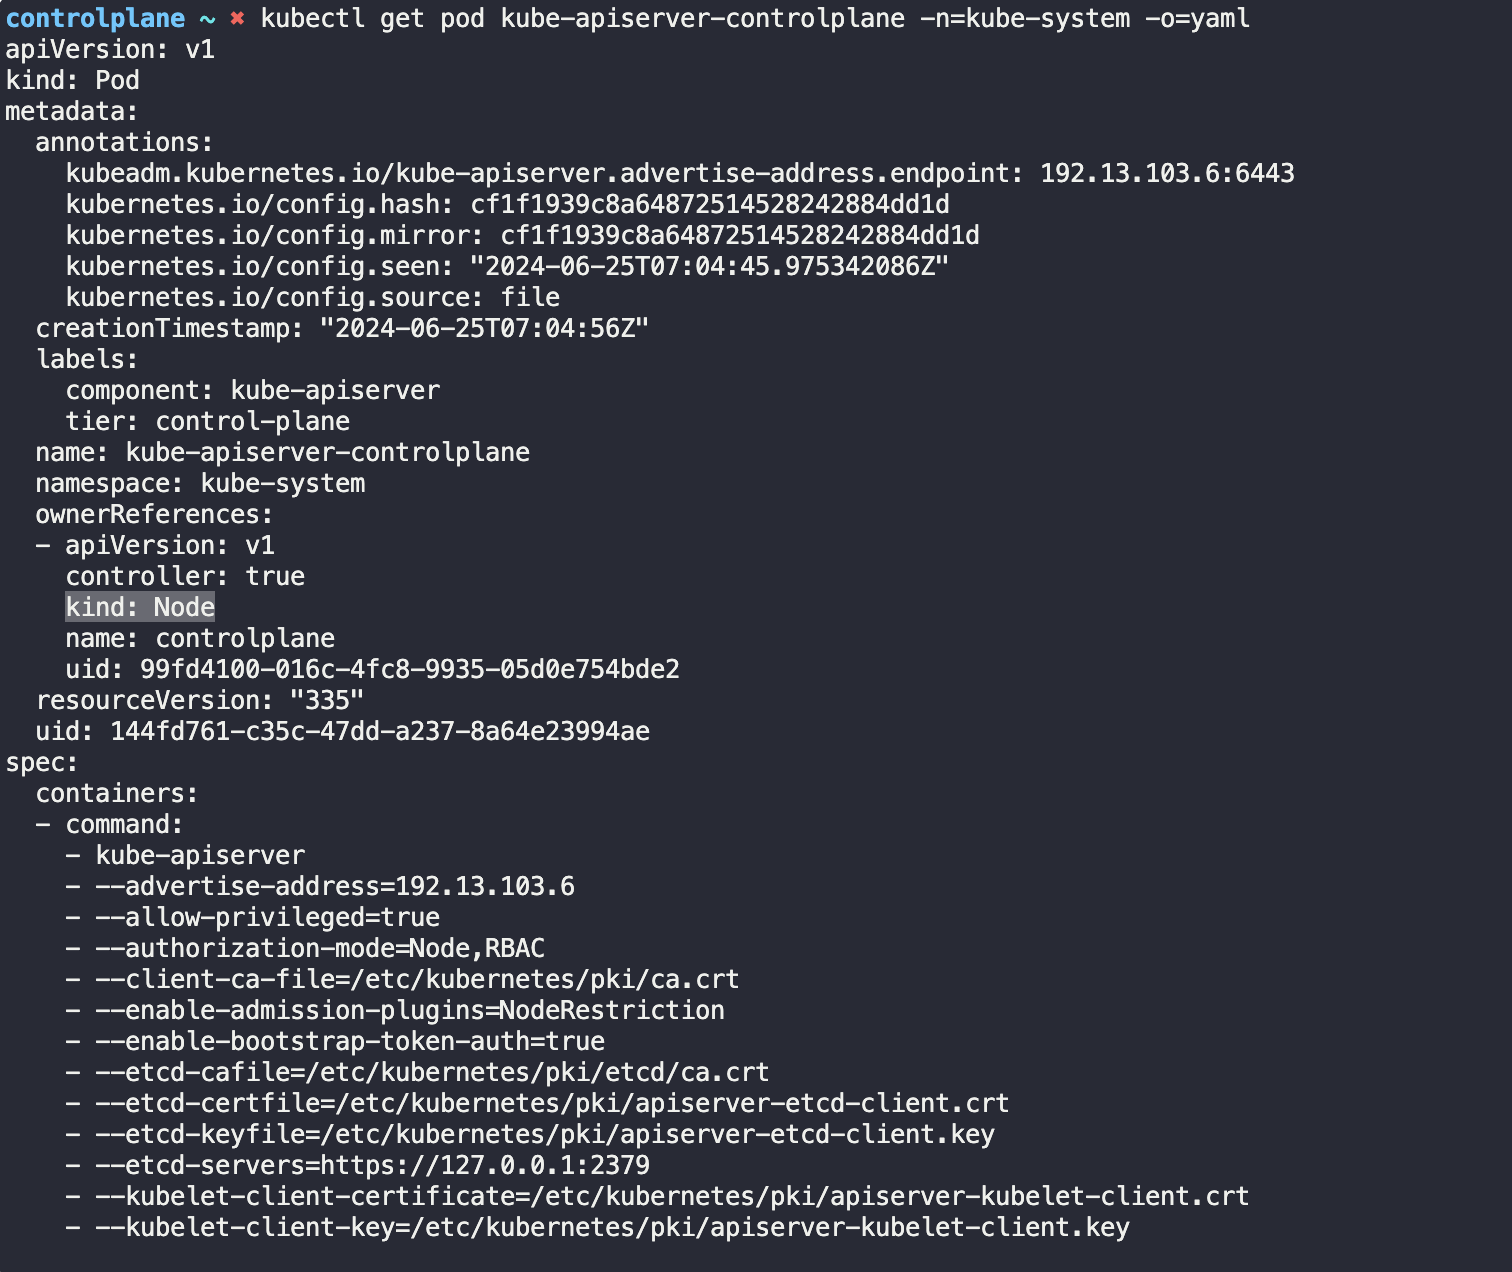 controlplane ~ ✖ kubectl get pod kube-apiserver-controlplane -n=kube-system -o=yaml
apiVersion: v1
kind: Pod
metadata:
  annotations:
    kubeadm.kubernetes.io/kube-apiserver.advertise-address.endpoint: 192.13.103.6:6443
    kubernetes.io/config.hash: cf1f1939c8a64872514528242884dd1d
    kubernetes.io/config.mirror: cf1f1939c8a64872514528242884dd1d
    kubernetes.io/config.seen: "2024-06-25T07:04:45.975342086Z"
    kubernetes.io/config.source: file
  creationTimestamp: "2024-06-25T07:04:56Z"
  labels:
    component: kube-apiserver
    tier: control-plane
  name: kube-apiserver-controlplane
  namespace: kube-system
  ownerReferences:
  - apiVersion: v1
    controller: true
    kind: Node
    name: controlplane
    uid: 99fd4100-016c-4fc8-9935-05d0e754bde2
  resourceVersion: "335"
  uid: 144fd761-c35c-47dd-a237-8a64e23994ae
spec:
  containers:
  - command:
    - kube-apiserver
    - --advertise-address=192.13.103.6
    - --allow-privileged=true
    - --authorization-mode=Node,RBAC
    - --client-ca-file=/etc/kubernetes/pki/ca.crt
    - --enable-admission-plugins=NodeRestriction
    - --enable-bootstrap-token-auth=true
    - --etcd-cafile=/etc/kubernetes/pki/etcd/ca.crt
    - --etcd-certfile=/etc/kubernetes/pki/apiserver-etcd-client.crt
    - --etcd-keyfile=/etc/kubernetes/pki/apiserver-etcd-client.key
    - --etcd-servers=https://127.0.0.1:2379
    - --kubelet-client-certificate=/etc/kubernetes/pki/apiserver-kubelet-client.crt
    - --kubelet-client-key=/etc/kubernetes/pki/apiserver-kubelet-client.key